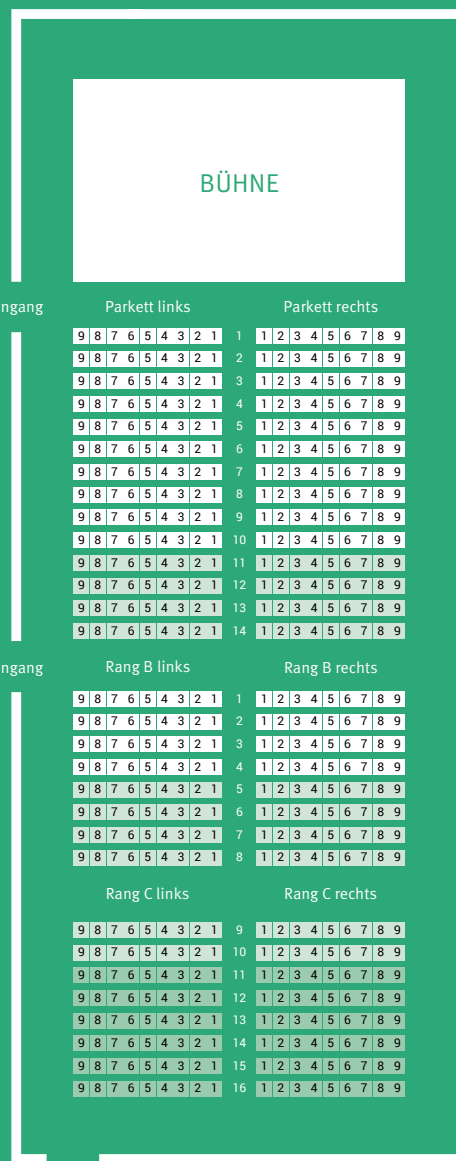 BÜHNE
ngang Parkett links Parkett rechts
9 8 7 6 5 4 3 2 1 1 1 2 3 4 5 6 7 8 9
9 8 7 6 5 4 3 2 1 2 1 2 3 4 5 6 7 8 9
9 8 7 6 5 4 3 2 1 3 1 2 3 4 5 6 7 8 9
9 8 7 6 5 4 3 2 1 4 1 2 3 4 5 6 7 8 9
9 8 7 6 5 4 3 2 1 5 1 2 3 4 5 6 7 8 9
9 8 7 6 5 4 3 2 1 6 1 2 3 4 5 6 7 8 9
9 8 7 6 5 4 3 2 1 7 1 2 3 4 5 6 7 8 9
9 8 7 6 5 4 3 2 1 8 1 2 3 4 5 6 7 8 9
9 8 7 6 5 4 3 2 1 9 1 2 3 4 5 6 7 8 9
9 8 7 6 5 4 3 2 1 10 1 2 3 4 5 6 7 8 9
9 8 7 6 5 4 3 2 1 11 1 2 3 4 5 6 7 8 9
9 8 7 6 5 4 3 2 1 12 1 2 3 4 5 6 7 8 9
9 8 7 6 5 4 3 2 1 13 1 2 3 4 5 6 7 8 9
9 8 7 6 5 4 3 2 1 14 1 2 3 4 5 6 7 8 9
ngang Rang B links Rang B rechts
9 8 7 6 5 4 3 2 1 1 1 2 3 4 5 6 7 8 9
9 8 7 6 5 4 3 2 1 2 1 2 3 4 5 6 7 8 9
9 8 7 6 5 4 3 2 1 3 1 2 3 4 5 6 7 8 9
9 8 7 6 5 4 3 2 1 4 1 2 3 4 5 6 7 8 9
9 8 7 6 5 4 3 2 1 5 1 2 3 4 5 6 7 8 9
9 8 7 6 5 4 3 2 1 6 1 2 3 4 5 6 7 8 9
9 8 7 6 5 4 3 2 1 7 1 2 3 4 5 6 7 8 9
9 8 7 6 5 4 3 2 1 8 1 2 3 4 5 6 7 8 9
Rang C links Rang C rechts
9 8 7 6 5 4 3 2 1 9 1 2 3 4 5 6 7 8 9
9 8 7 6 5 4 3 2 1 10 1 2 3 4 5 6 7 8 9
9 8 7 6 5 4 3 2 1 11 1 2 3 4 5 6 7 8 9
9 8 7 6 5 4 3 2 1 12 1 2 3 4 5 6 7 8 9
9 8 7 6 5 4 3 2 1 13 1 2 3 4 5 6 7 8 9
9 8 7 6 5 4 3 2 1 14 1 2 3 4 5 6 7 8 9
9 8 7 6 5 4 3 2 1 15 1 2 3 4 5 6 7 8 9
9 8 7 6 5 4 3 2 1 16 1 2 3 4 5 6 7 8 9